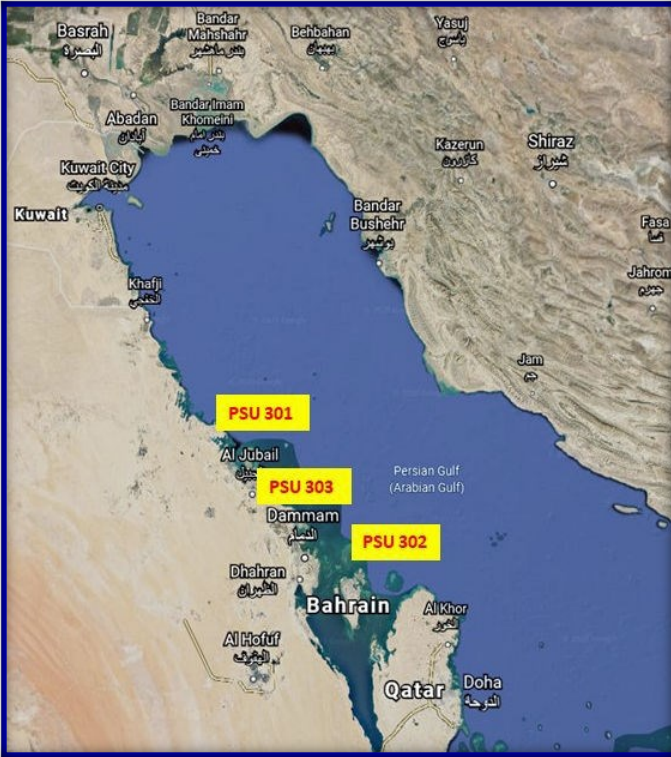 Basrah
البصرة
Bandar
Mahshahr
بندر ماهشهر
Behbahan
بهبهان
Yasuj
ياسوج
Abadan
آبادان
Bandar Imam
Khomeini
بندر امام
خمینی
Kuwait City
مدينة الكويت
Kuwait
Kazerun
کازرون
Shiraz
شیراز
Bandar
Bushehr
بوشهر
Fasa
فسا
Jahrom
جهرم
Khafji
الخفجي
Jam
جم
PSU 301
Al Jubail
PSU 303
Persian Gulf
(Arabian Gulf)
Dammam
الدمام
PSU 302
Dhahran
الظهران
Bahrain
Al Khor
الخور
Al Hofuf
الهفوف
Qatar
Doha
الدوحة